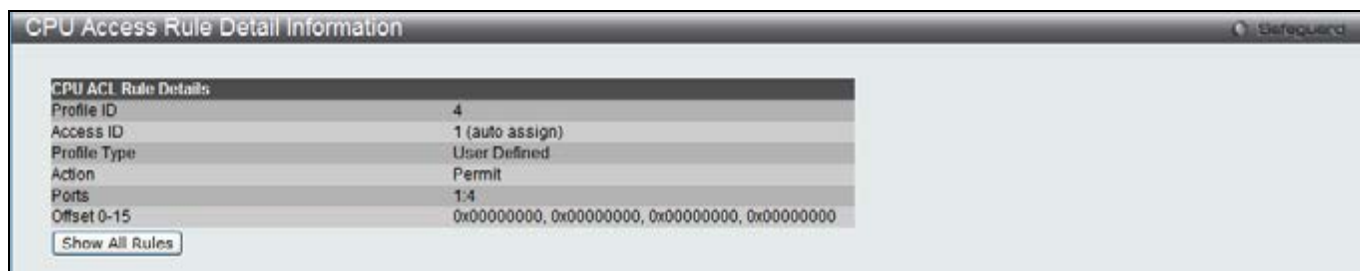 CPU Access Rule Detail Information
Safeguard
CPU ACL Rule Details
Profile ID 4
Access ID 1 (auto assign)
Profile Type User Defined
Action Permit
Ports 1:4
Offset 0-15 0x00000000, 0x00000000, 0x00000000, 0x00000000
Show All Rules